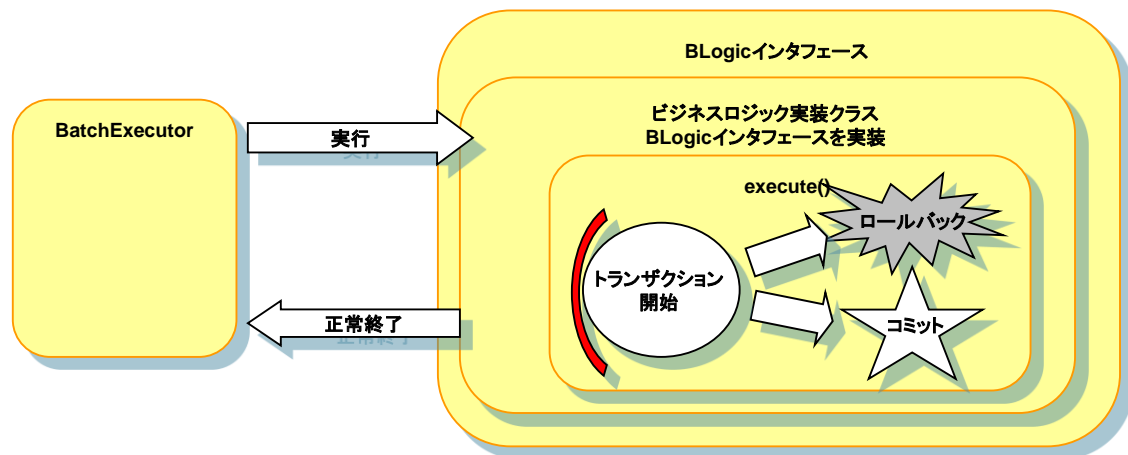 BLogicインタフェース
BatchExecutor
ビジネスロジック実装クラス
BLogicインタフェースを実装
実行
execute()
ロールバック
トランザクション
開始
コミット
正常終了